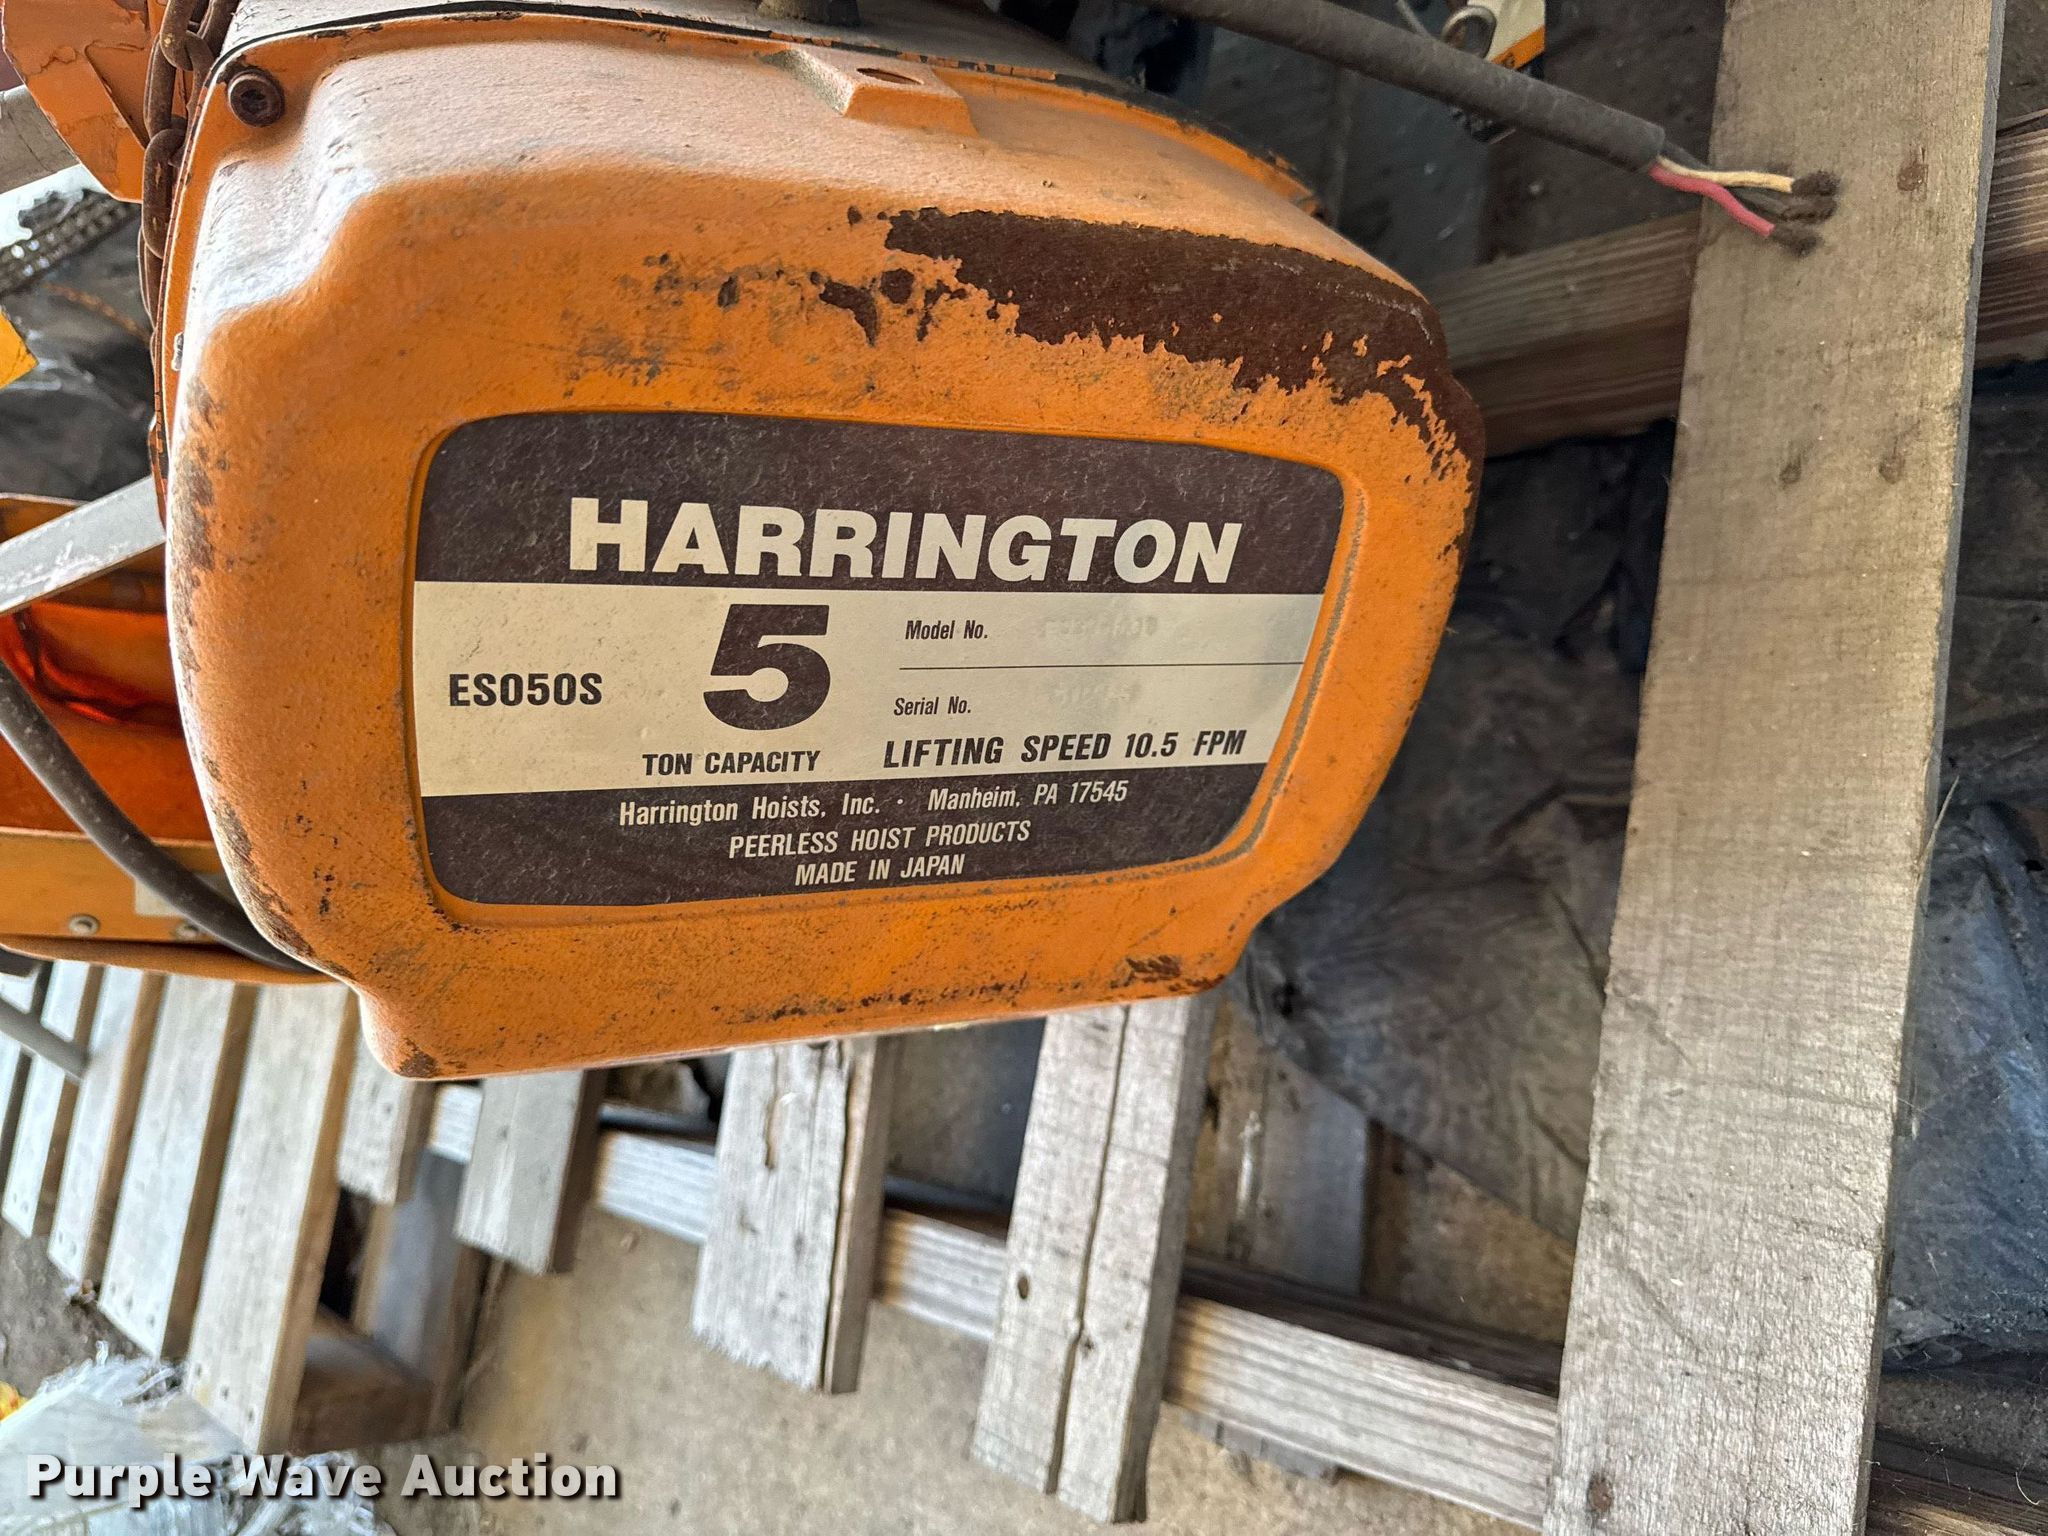 HARRINGTON
ES050S
5
TON CAPACITY
Model No.
Serial No.
LIFTING SPEED 10.5 FPM
Harrington Hoists, Inc. · Manheim, PA 17545
PEERLESS HOIST PRODUCTS
MADE IN JAPAN
Purple Wave Auction